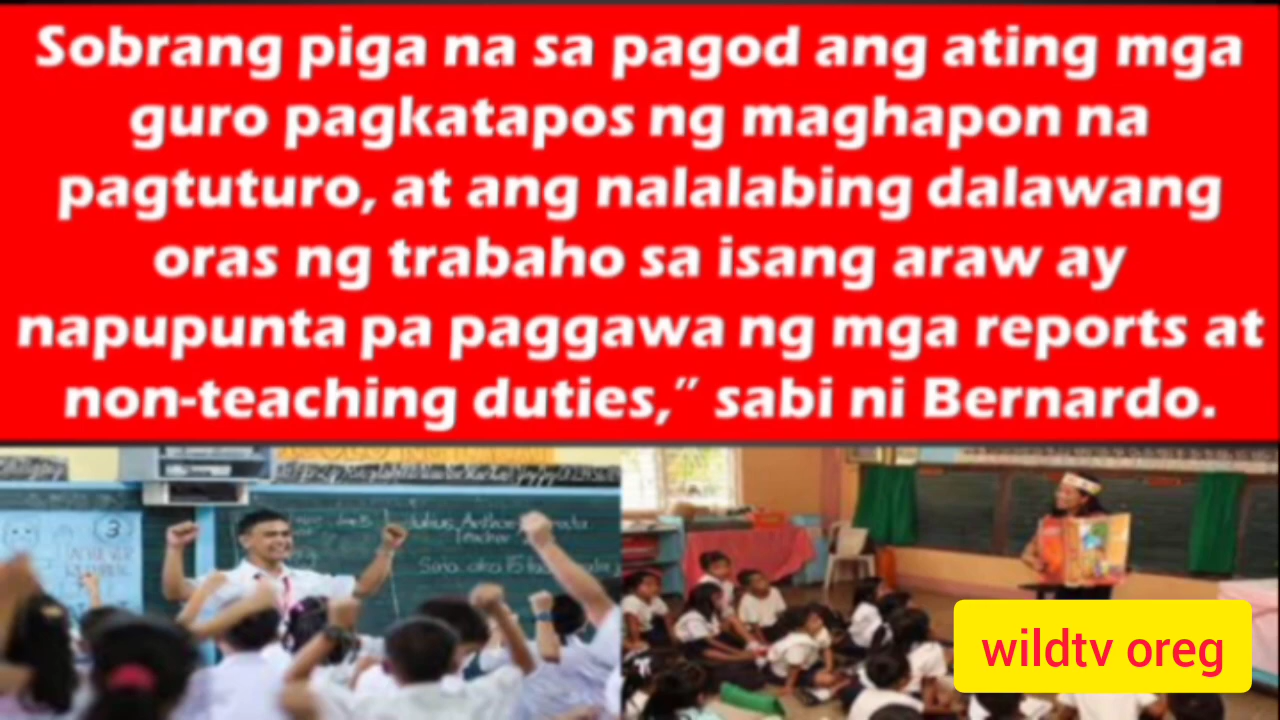 Sobrang piga na sa pagod ang ating mga
guro pagkatapos ng maghapon na
pagtuturo, at ang nalalabing dalawang
oras ng trabaho sa isang araw ay
napupunta pa paggawa ng mga reports at
non-teaching duties,” sabi ni Bernardo.
3
Teacher
wildtv oreg